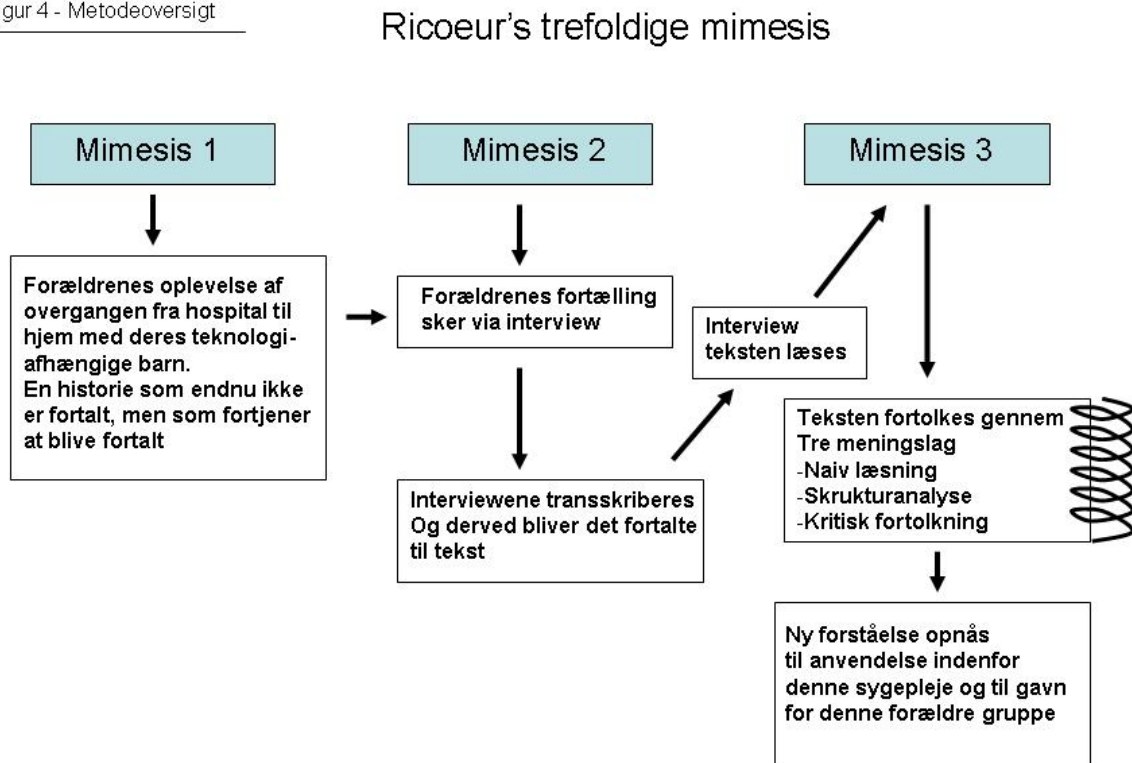 gur 4 - Metodeoversigt
Ricoeur's trefoldige mimesis
Mimesis 1
Mimesis 2
Mimesis 3
Forældrenes oplevelse af
overgangen fra hospital til
hjem med deres teknologi-
afhængige barn.
En historie som endnu ikke
er fortalt, men som fortjener
at blive fortalt
Forældrenes fortælling
sker via interview
Interviewene transskriberes
Og derved bliver det fortalte
til tekst
Interview
teksten læses
Teksten fortolkes gennem
Tre meningslag
-Naiv læsning
-Skrukturanalyse
-Kritisk fortolkning
Ny forståelse opnås
til anvendelse indenfor
denne sygepleje og til gavn
for denne forældre gruppe